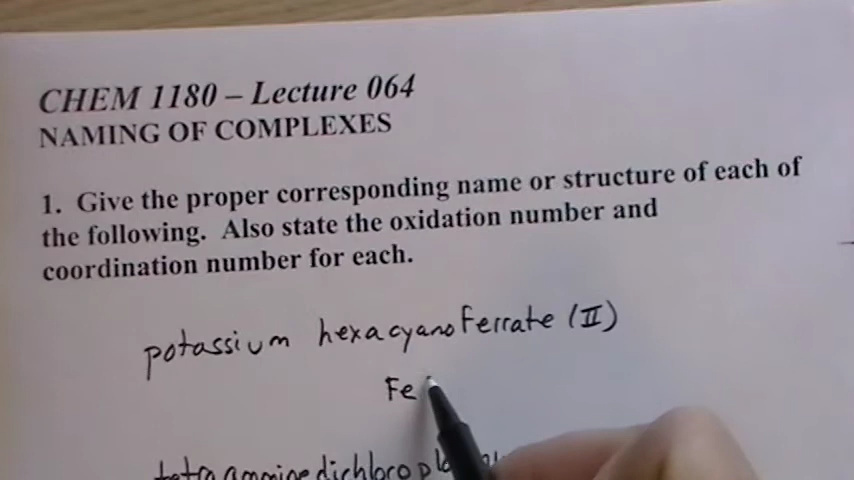 CHEM 1180 – Lecture 064
NAMING OF COMPLEXES
1. Give the proper corresponding name or structure of each of
the following. Also state the oxidation number and
coordination number for each.
potassium hexacyanoferrate (II)
Fe